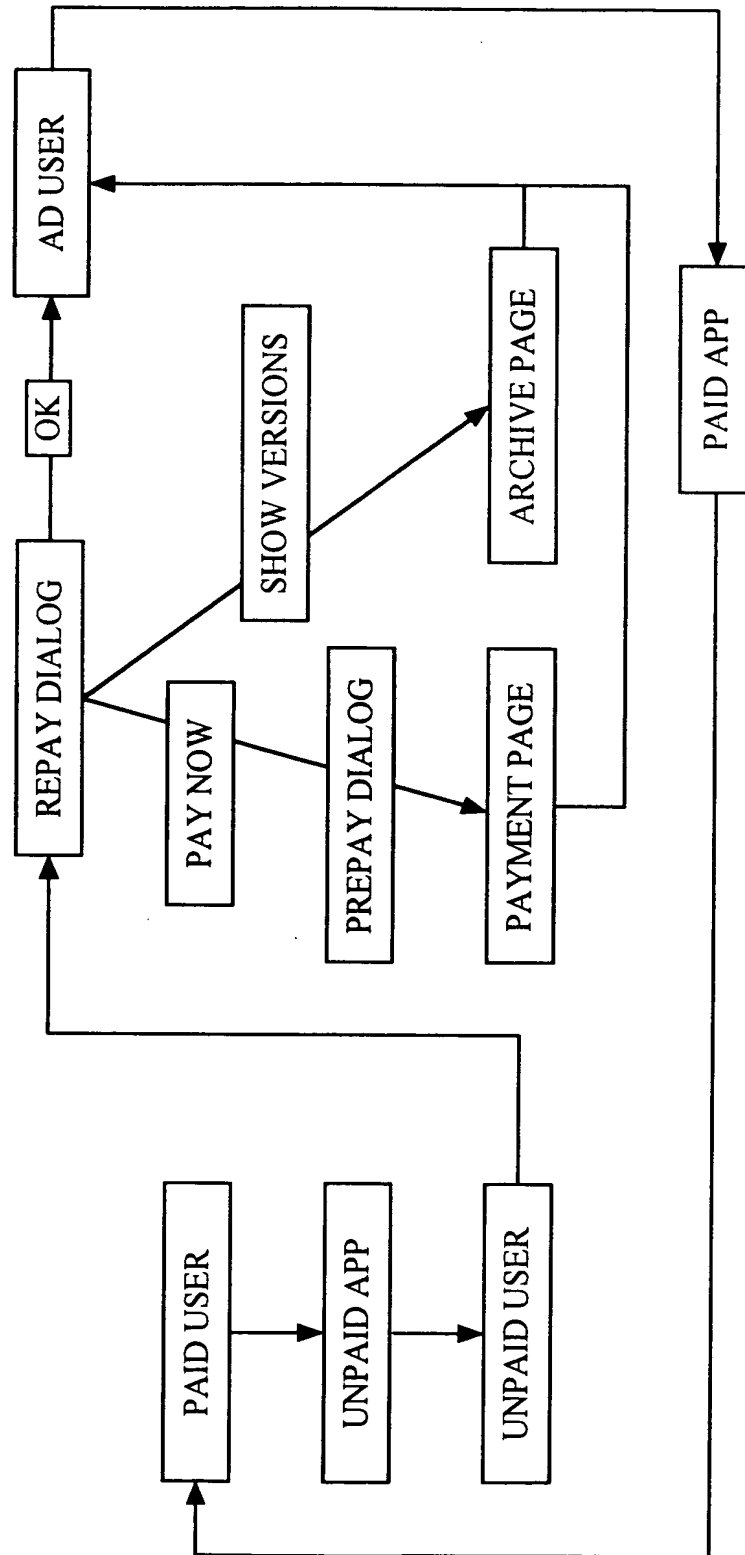 PAID USER
UNPAID APP
UNPAID USER
REPAY DIALOG
PAY NOW
PREPAY DIALOG
PAYMENT PAGE
SHOW VERSIONS
ARCHIVE PAGE
OK
AD USER
PAID APP